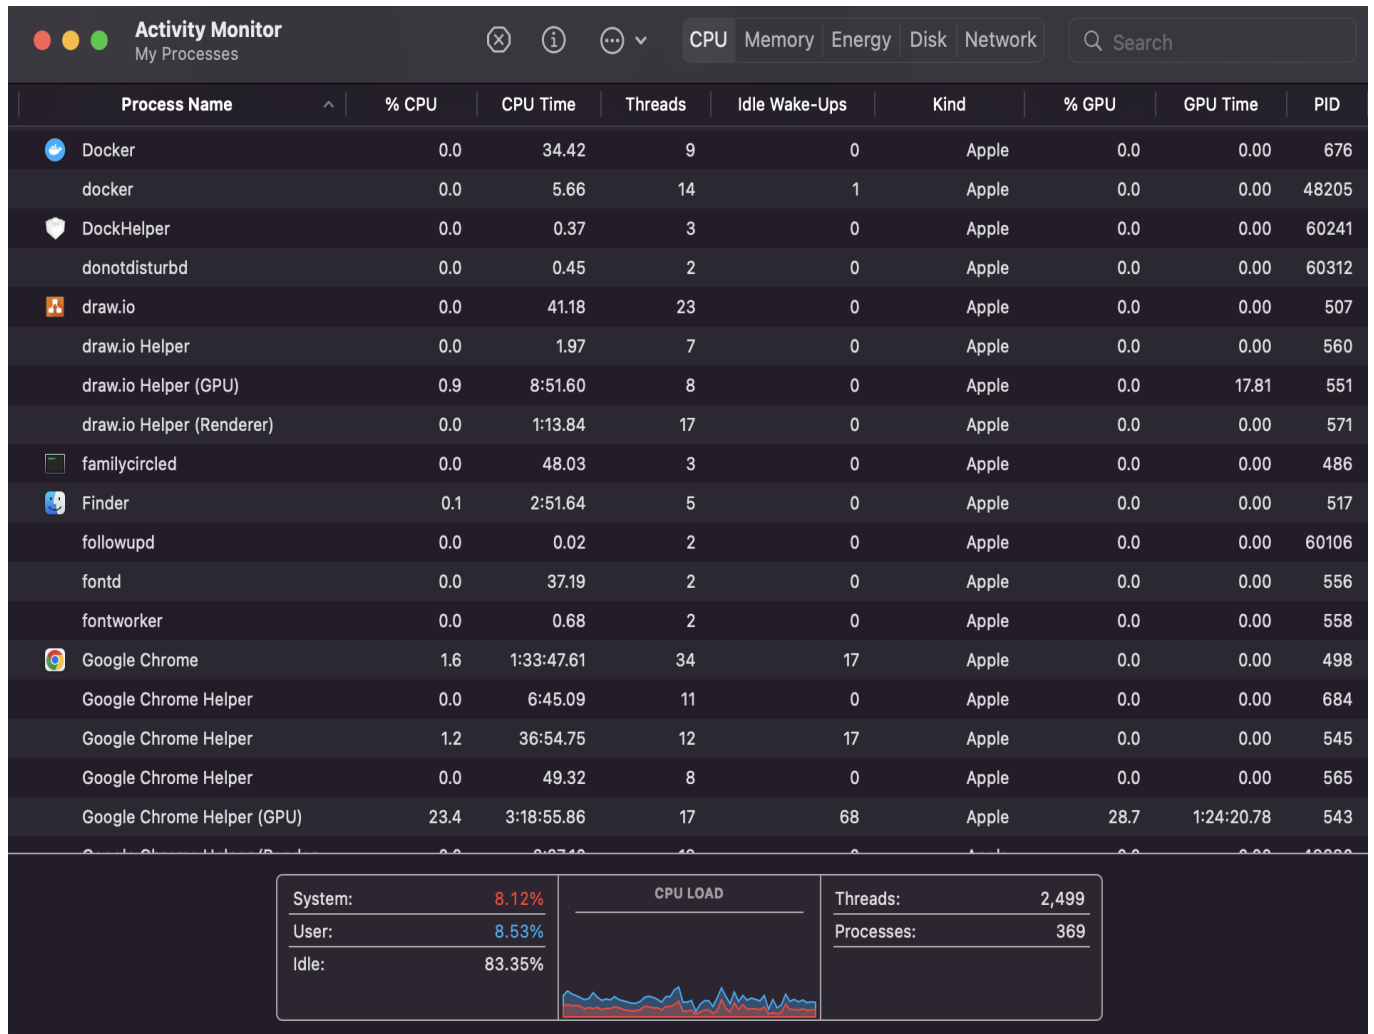 Activity Monitor
My Processes
CPU Memory Energy Disk Network Search
Process Name % CPU CPU Time Threads Idle Wake-Ups Kind % GPU GPU Time PID
Docker 0.0 34.42 9 0 Apple 0.0 0.00 676
docker 0.0 5.66 14 1 Apple 0.0 0.00 48205
DockHelper 0.0 0.37 3 0 Apple 0.0 0.00 60241
donotdisturbd 0.0 0.45 2 0 Apple 0.0 0.00 60312
draw.io 0.0 41.18 23 0 Apple 0.0 0.00 507
draw.io Helper 0.0 1.97 7 0 Apple 0.0 0.00 560
draw.io Helper (GPU) 0.9 8:51.60 8 0 Apple 0.0 17.81 551
draw.io Helper (Renderer) 0.0 1:13.84 17 0 Apple 0.0 0.00 571
familycircled 0.0 48.03 3 0 Apple 0.0 0.00 486
Finder 0.1 2:51.64 5 0 Apple 0.0 0.00 517
followupd 0.0 0.02 2 0 Apple 0.0 0.00 60106
fontd 0.0 37.19 2 0 Apple 0.0 0.00 556
fontworker 0.0 0.68 2 0 Apple 0.0 0.00 558
Google Chrome 1.6 1:33:47.61 34 17 Apple 0.0 0.00 498
Google Chrome Helper 0.0 6:45.09 11 0 Apple 0.0 0.00 684
Google Chrome Helper 1.2 36:54.75 12 17 Apple 0.0 0.00 545
Google Chrome Helper 0.0 49.32 8 0 Apple 0.0 0.00 565
Google Chrome Helper (GPU) 23.4 3:18:55.86 17 68 Apple 28.7 1:24:20.78 543
System: 8.12% CPU LOAD Threads: 2,499
User: 8.53% Processes: 369
Idle: 83.35%